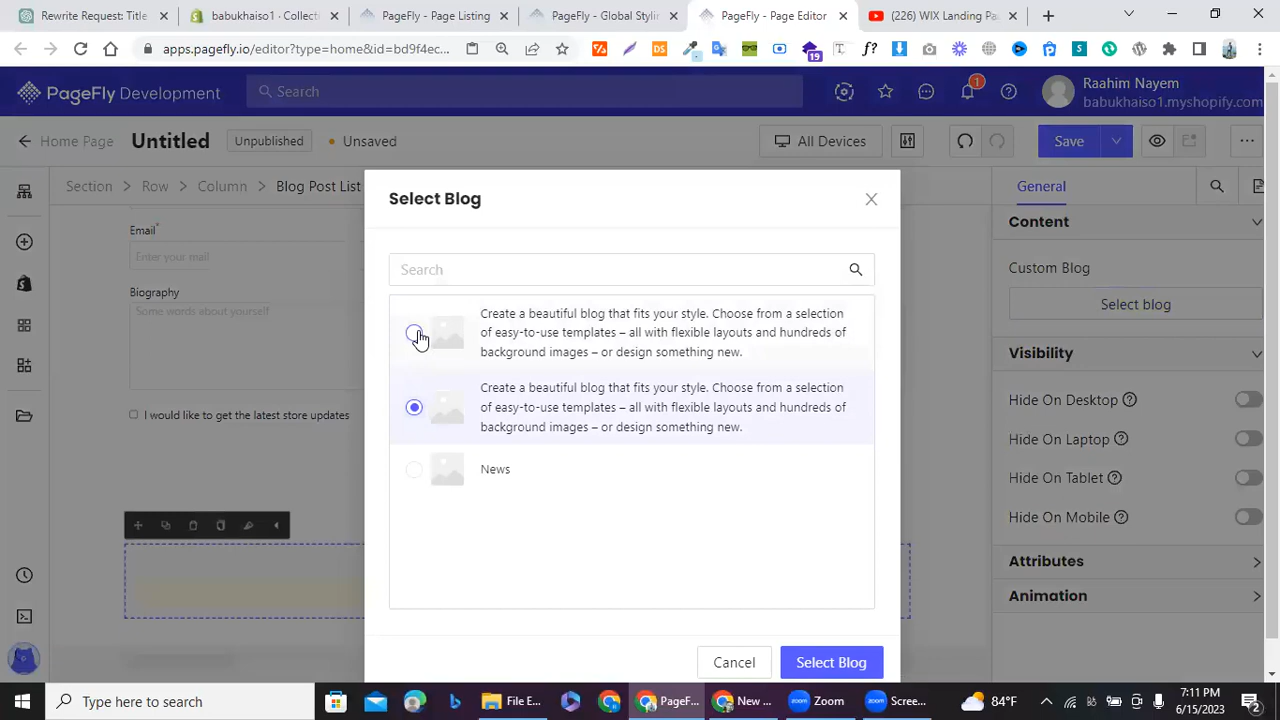 Rewrite Request: Title
babukhaiso1 · Collecti
PageFly - Page Listing
PageFly - Global Stylin
PageFly - Page Editor
(226) WIX Landing Pa
apps.pagefly.io/editor?type=home&id=bd9f4ec...
19
PageFly Development
Search
1
Raahim Nayem
babukhaiso1.myshopify.com
Home Page
Untitled
Unpublished
Unsaved
All Devices
Save
Section
Row
Column
Blog Post List
General
Email*
Enter your mail
Biography
Some words about yourself
I would like to get the latest store updates
Select Blog
Search
Create a beautiful blog that fits your style. Choose from a selection
of easy-to-use templates – all with flexible layouts and hundreds of
background images – or design something new.
Create a beautiful blog that fits your style. Choose from a selection
of easy-to-use templates – all with flexible layouts and hundreds of
background images – or design something new.
News
Cancel
Select Blog
Content
Custom Blog
Select blog
Visibility
Hide On Desktop
Hide On Laptop
Hide On Tablet
Hide On Mobile
Attributes
Animation
Type here to search
File E...
PageF...
New ...
Zoom
Scree...
84°F
7:11 PM
6/15/2023